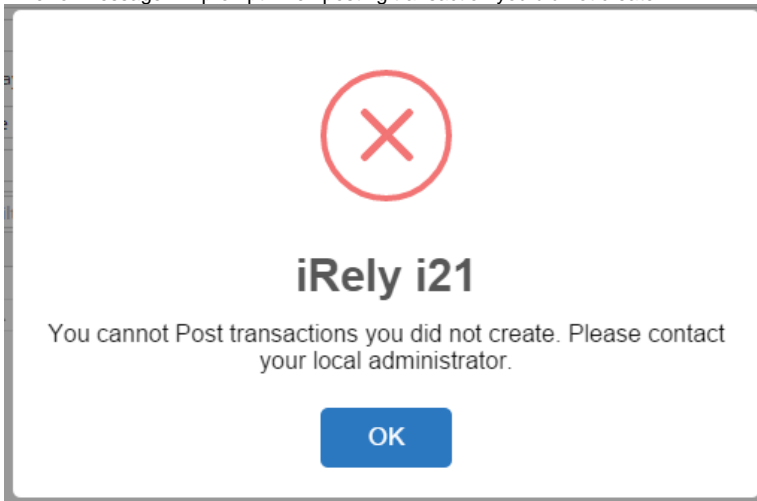 iRely i21
You cannot Post transactions you did not create. Please contact
your local administrator.
OK